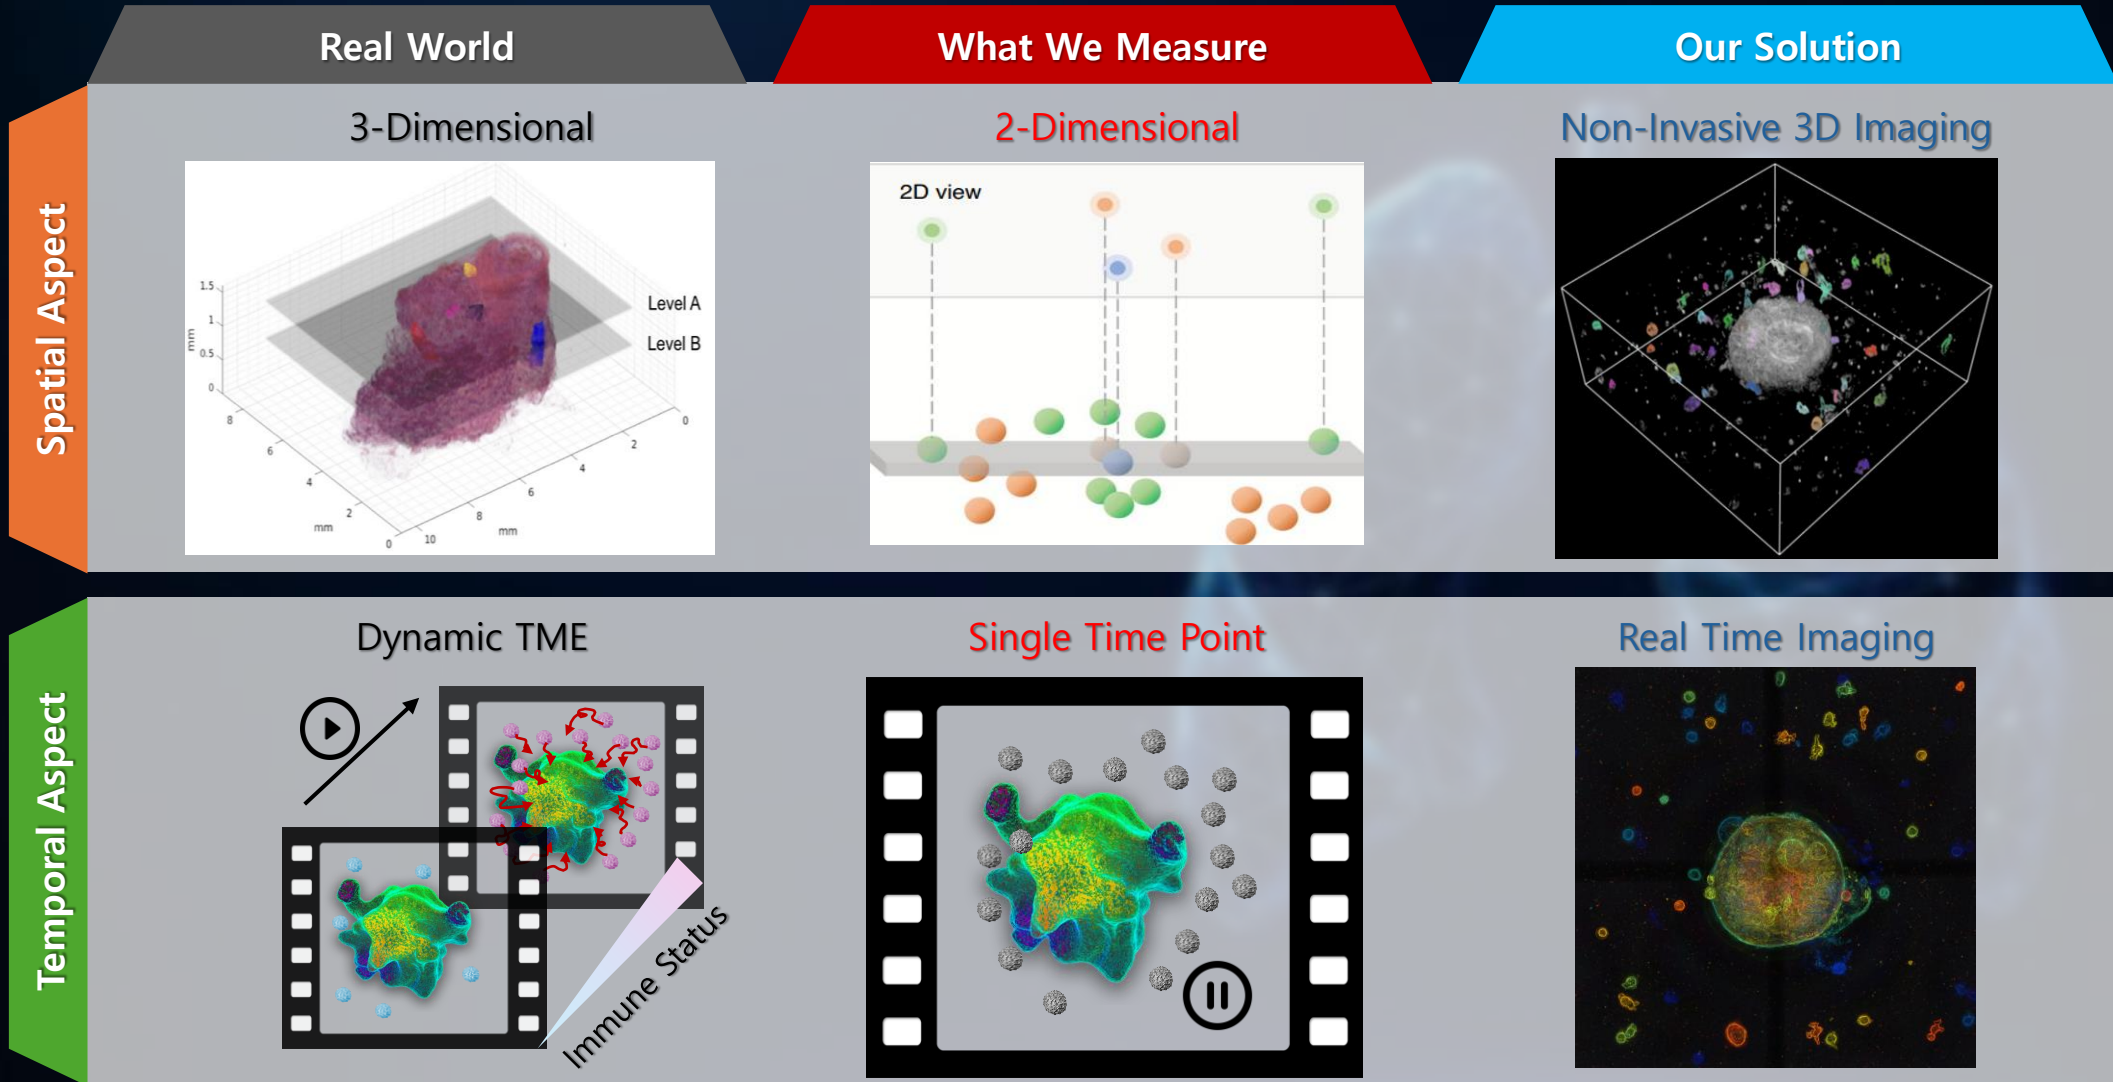 Real World
What We Measure
Our Solution
Spatial Aspect
3-Dimensional
2-Dimensional
Non-Invasive 3D Imaging
Level A
Level B
1.5
1
0.5
0
mm
8
6
4
2
0
mm
10
8
6
4
2
0
mm
2D view
Temporal Aspect
Dynamic TME
Single Time Point
Real Time Imaging
Immune Status